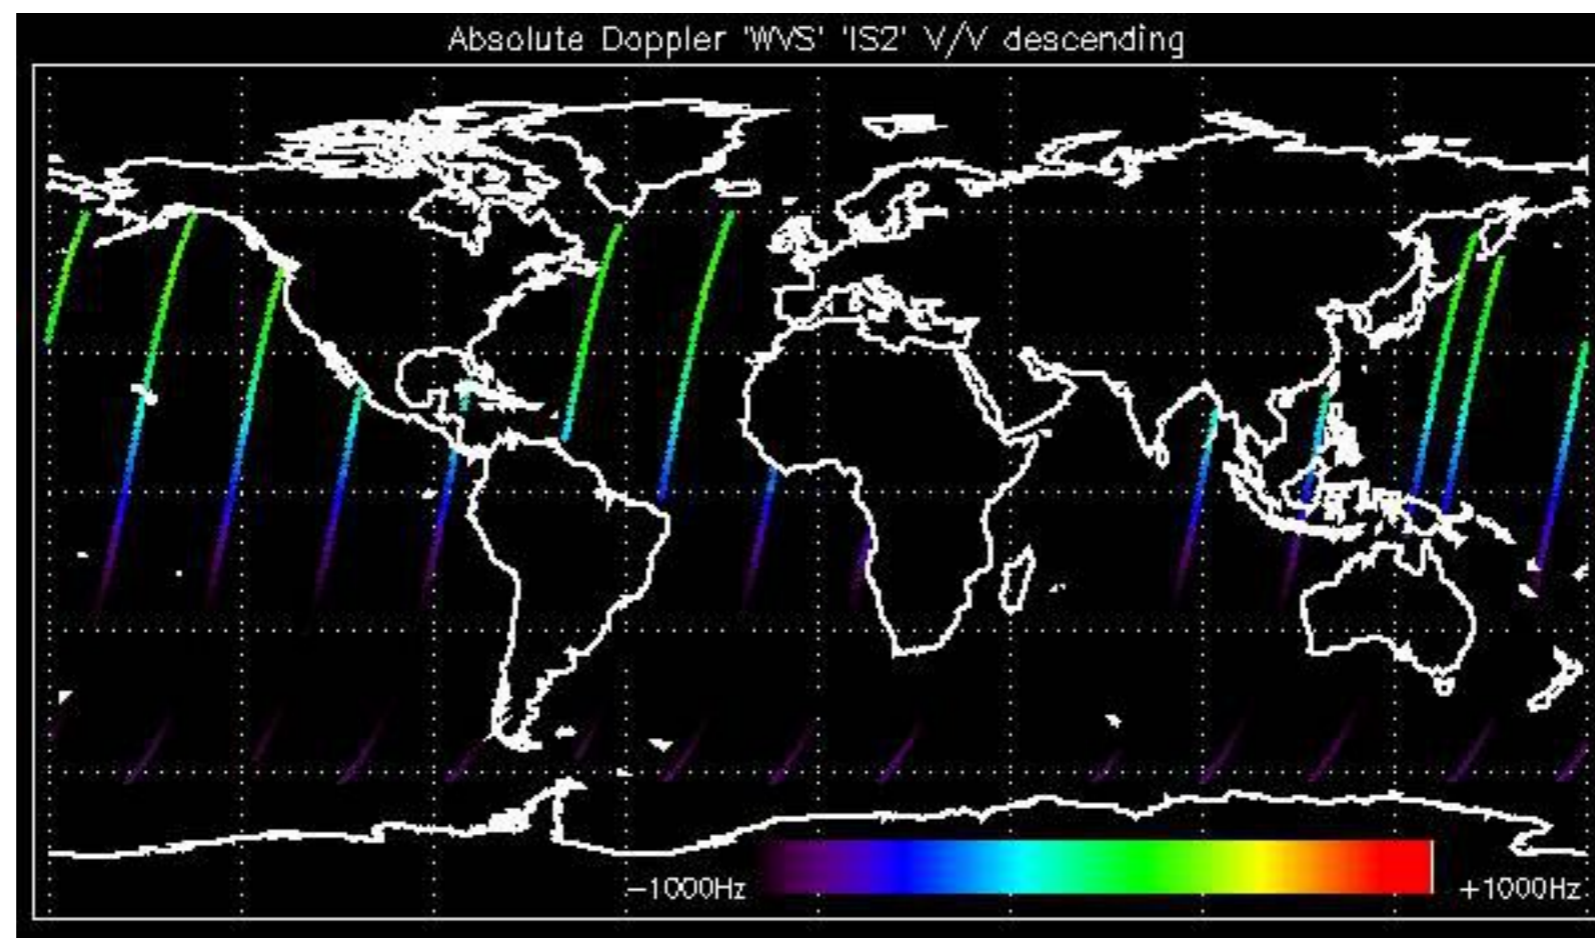 Absolute Doppler 'WVS' 'IS2' V/V descending
−1000Hz
+1000Hz